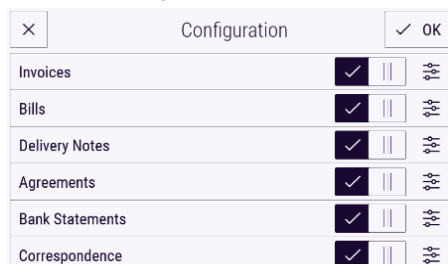 Configuration
OK
Invoices
Bills
Delivery Notes
Agreements
Bank Statements
Correspondence